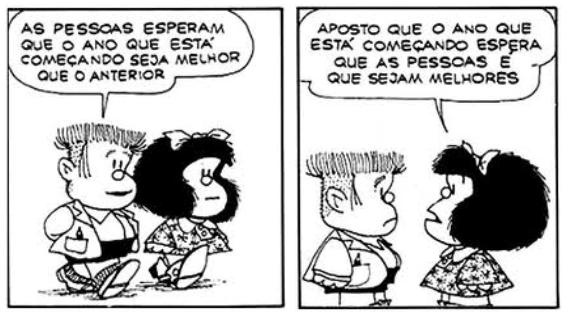 AS PESSOAS ESPERAM
QUE O ANO QUE ESTÁ
COMEÇANDO SEJA MELHOR
QUE O ANTERIOR
APOSTO QUE O ANO QUE
ESTÁ COMEÇANDO ESPERA
QUE AS PESSOAS É
QUE SEJAM MELHORES